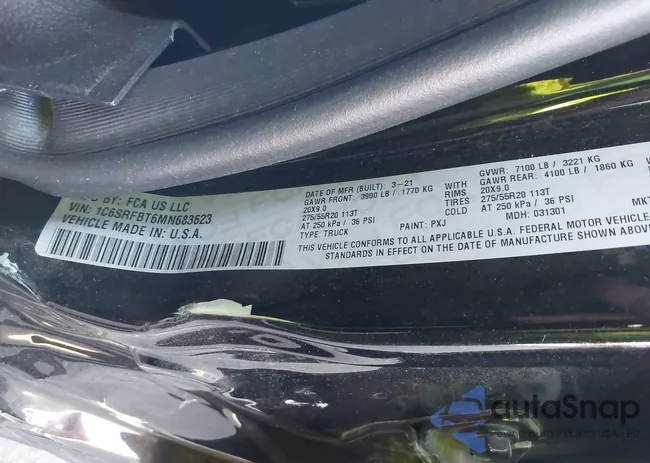 BY: FCA US LLC
VIN: 1C6SRFBT6MN683623
VEHICLE MADE IN: U.S.A.
DATE OF MFR (BUILT): 3-21
GAWR FRONT: 3900 LB / 1770 KG
20X9.0
275/55R20 113T
AT 250 kPa / 36 PSI
TYPE: TRUCK
PAINT: PXJ
WITH
RIMS
TIRES
GVWR: 7100 LB / 3221 KG
GAWR REAR: 4100 LB / 1860 KG
20X9.0
275/55R20 113T
AT 250 kPa / 36 PSI
MDH: 031301
WITH
MKT
THIS VEHICLE CONFORMS TO ALL APPLICABLE U.S.A. FEDERAL MOTOR VEHICLE
STANDARDS IN EFFECT ON THE DATE OF MANUFACTURE SHOWN ABOVE
autoSnap